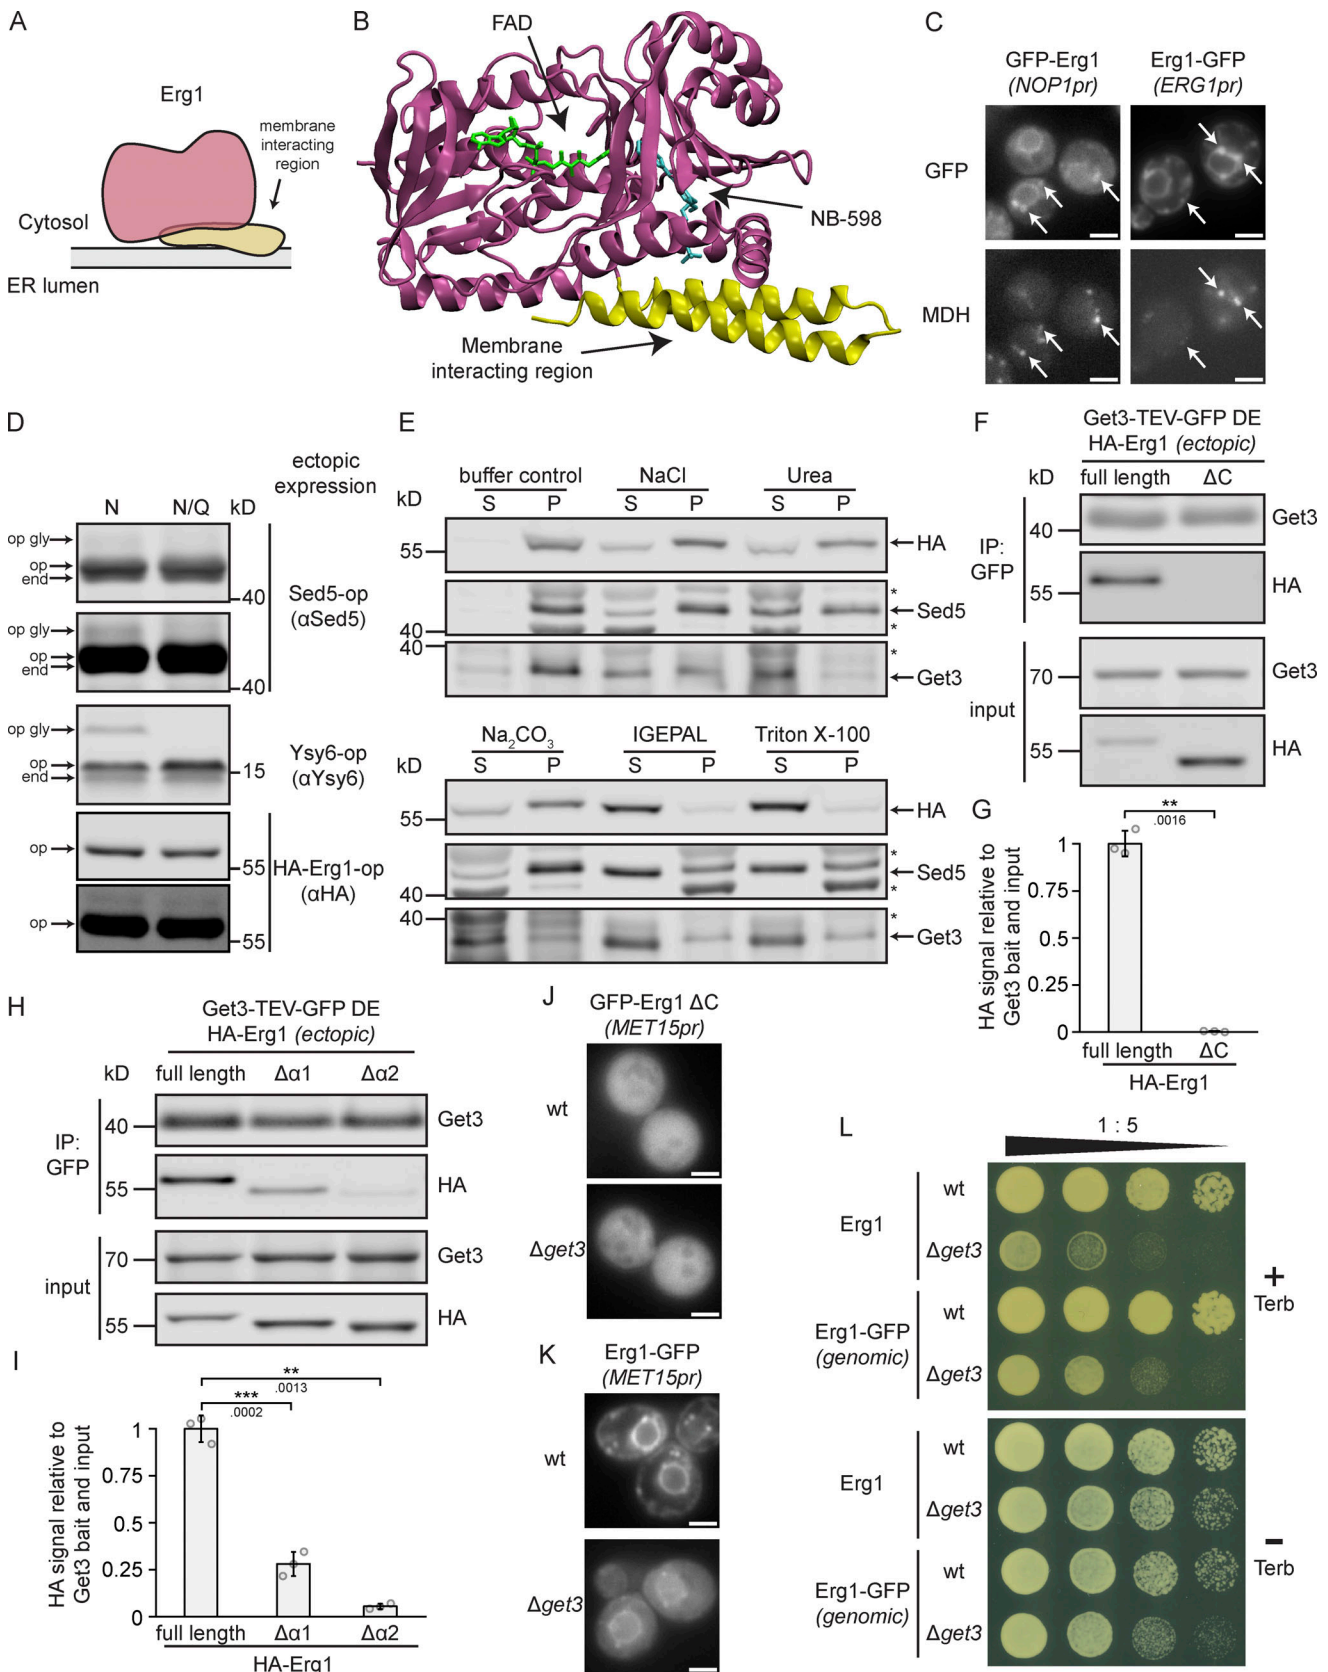 A
Erg1
membrane
interacting
region
Cytosol
ER lumen
B
FAD
NB-598
Membrane
interacting region
C
GFP-Erg1
(NOP1pr)
Erg1-GFP
(ERG1pr)
GFP
MDH
D
ectopic
expression
N N/Q kD
op gly
op
end
40
Sed5-op
(αSed5)
op gly
op
end
40
op gly
op
end
15
Ysy6-op
(αYsy6)
op
55
HA-Erg1-op
(αHA)
op
55
E
buffer control NaCl Urea
kD S P S P S P
55 HA
* Sed5 *
40
40 * Get3
Na2CO3 IGEPAL Triton X-100
kD S P S P S P
55 HA
* Sed5 *
40
40 * Get3
F
Get3-TEV-GFP DE
HA-Erg1 (ectopic)
kD full length ΔC
IP:
GFP
40 Get3
55 HA
input
70 Get3
55 HA
G
**
.0016
HA signal relative to
Get3 bait and input
1
0.75
0.5
0.25
0
full length ΔC
HA-Erg1
H
Get3-TEV-GFP DE
HA-Erg1 (ectopic)
kD full length Δα1 Δα2
IP:
GFP
40 Get3
55 HA
input
70 Get3
55 HA
I
**
.0013
***
.0002
HA signal relative to
Get3 bait and input
1
0.75
0.5
0.25
0
full length Δα1 Δα2
HA-Erg1
J
GFP-Erg1 ΔC
(MET15pr)
wt
Δget3
K
Erg1-GFP
(MET15pr)
wt
Δget3
L
1 : 5
Erg1
wt
Δget3
Erg1-GFP
(genomic)
wt
Δget3
+
Terb
Erg1
wt
Δget3
Erg1-GFP
(genomic)
wt
Δget3
−
Terb